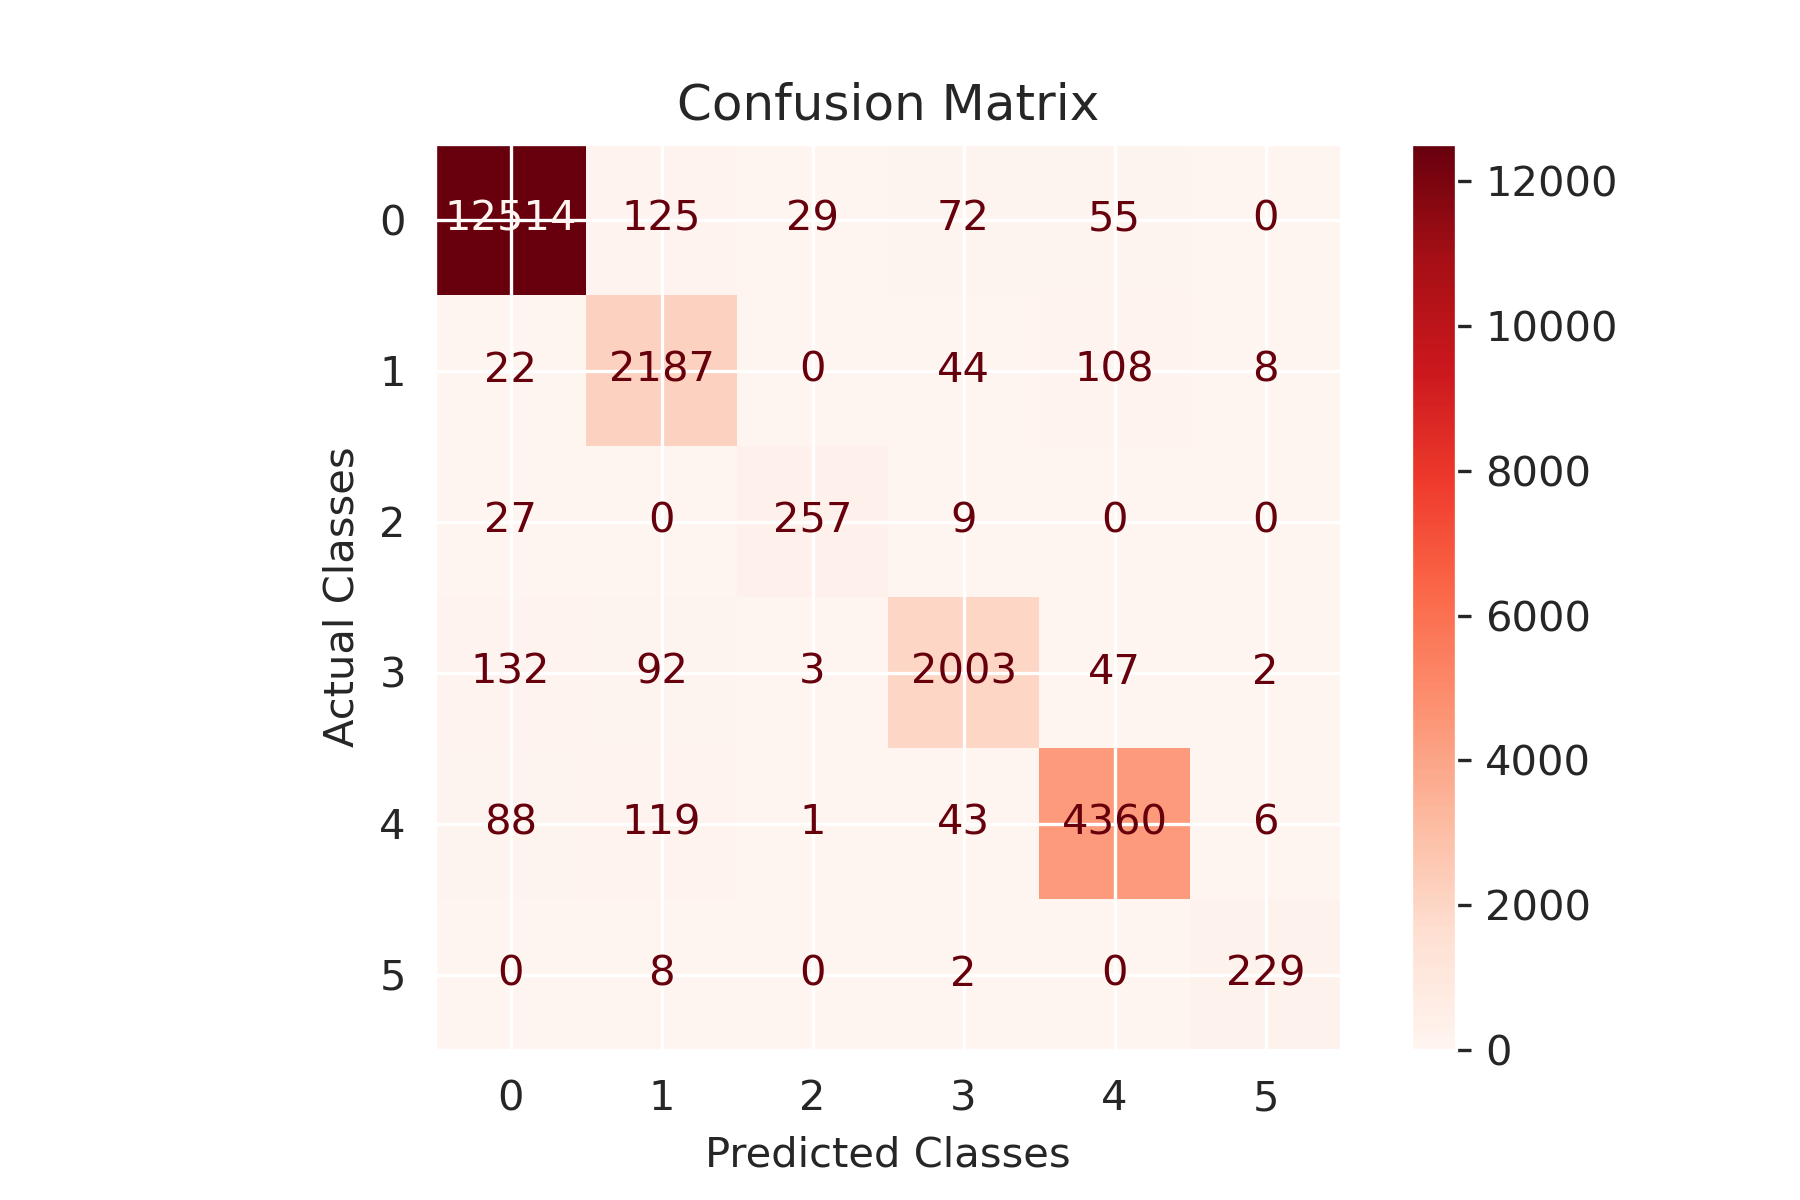 Confusion Matrix
Actual Classes
0 12514 125 29 72 55 0
1 22 2187 0 44 108 8
2 27 0 257 9 0 0
3 132 92 3 2003 47 2
4 88 119 1 43 4360 6
5 0 8 0 2 0 229
0 1 2 3 4 5
Predicted Classes
12000
10000
8000
6000
4000
2000
0